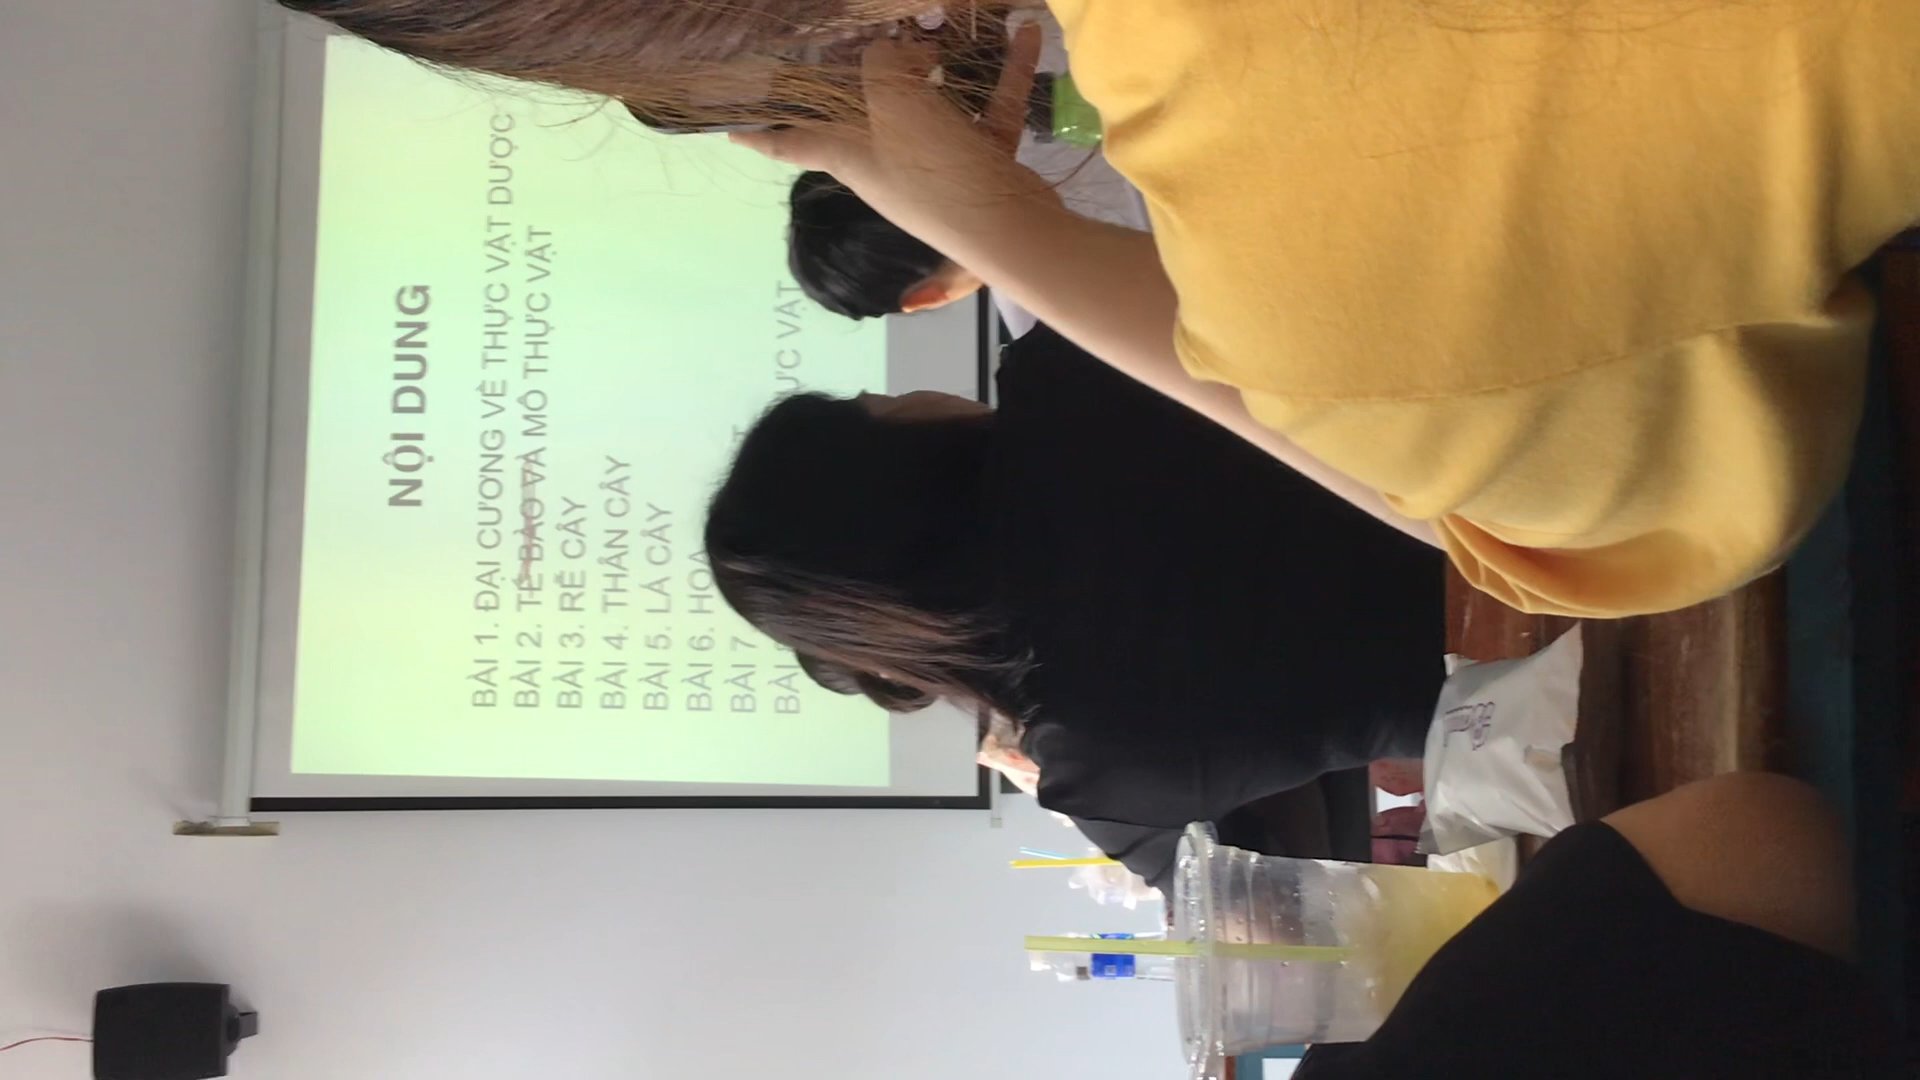 NỘI DUNG
BÀI 1. ĐẠI CƯƠNG VỀ THỰC VẬT DƯỢC
BÀI 2. TẾ BÀO VÀ MÔ THỰC VẬT
BÀI 3. RỄ CÂY
BÀI 4. THÂN CÂY
BÀI 5. LÁ CÂY
BÀI 6. HOA
BÀI 7
BÀI VẬT